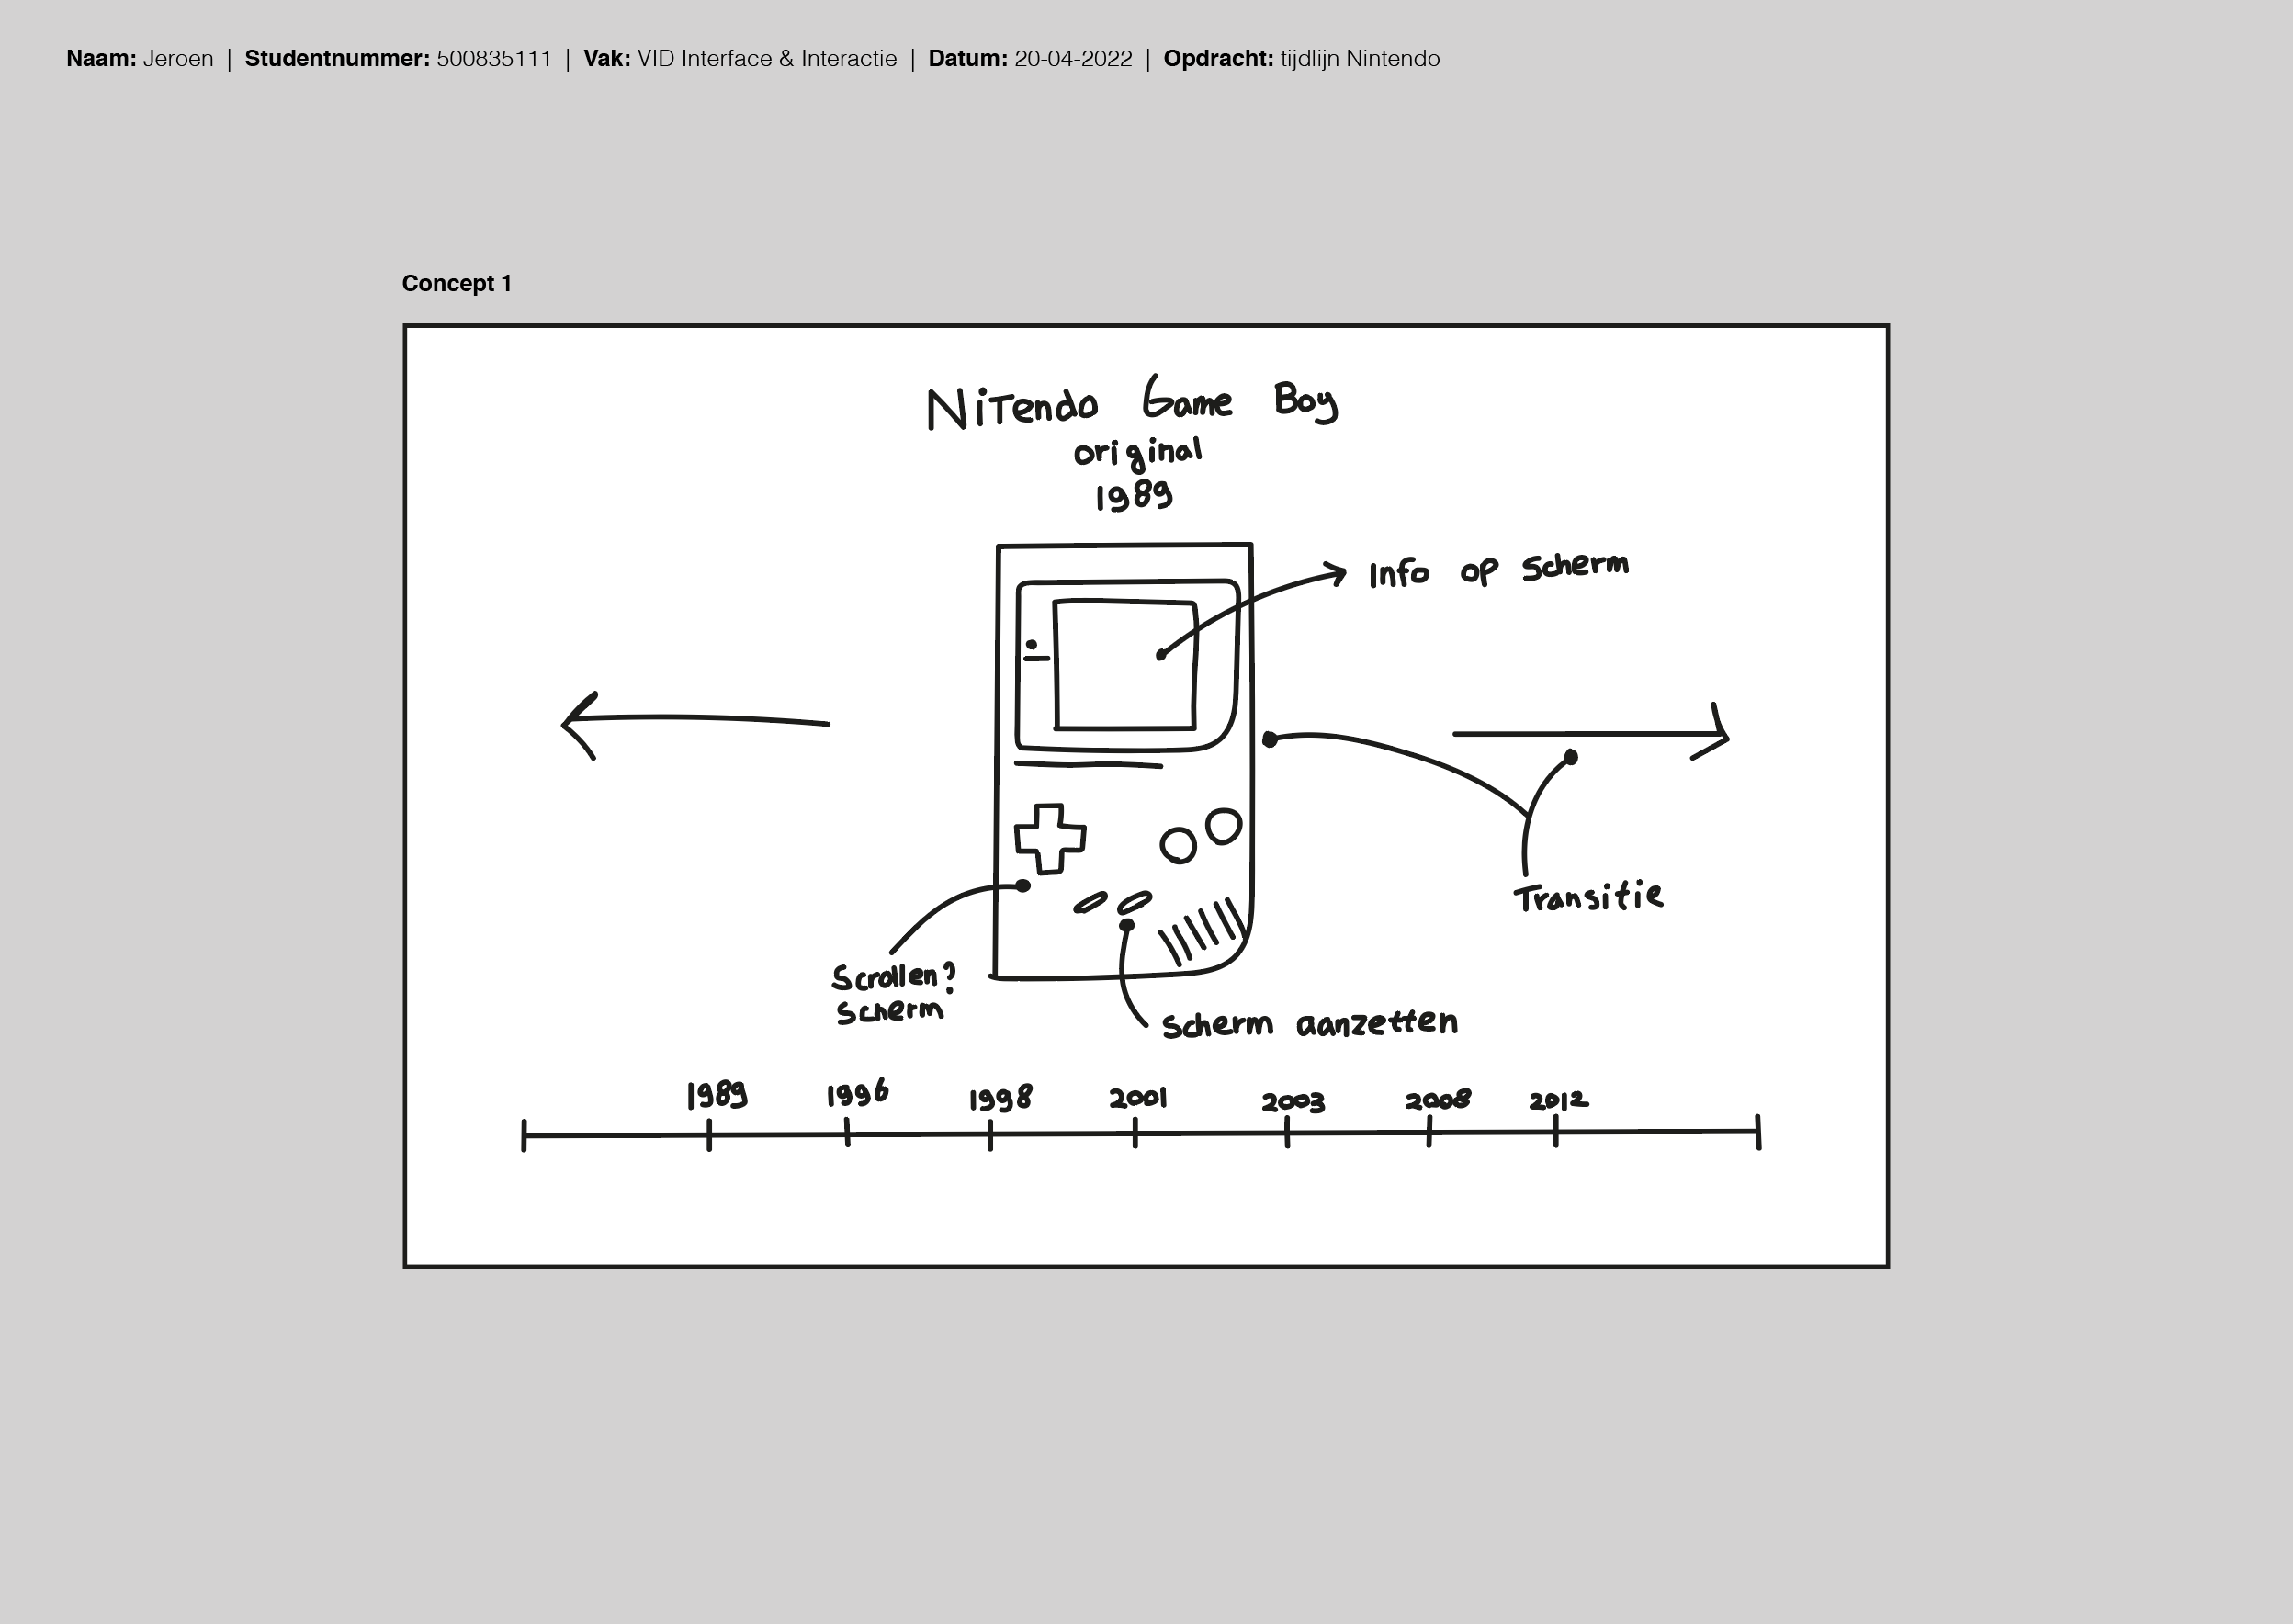 Naam: Jeroen | Studentnummer: 500835111 | Vak: VID Interface & Interactie | Datum: 20-04-2022 | Opdracht: tijdlijn Nintendo
Concept 1
NiTendo Game Boy
original
1989
Info op scherm
Transitie
Scrollen?
Scherm
Scherm aanzetten
1989 1996 1998 2001 2003 2008 2012